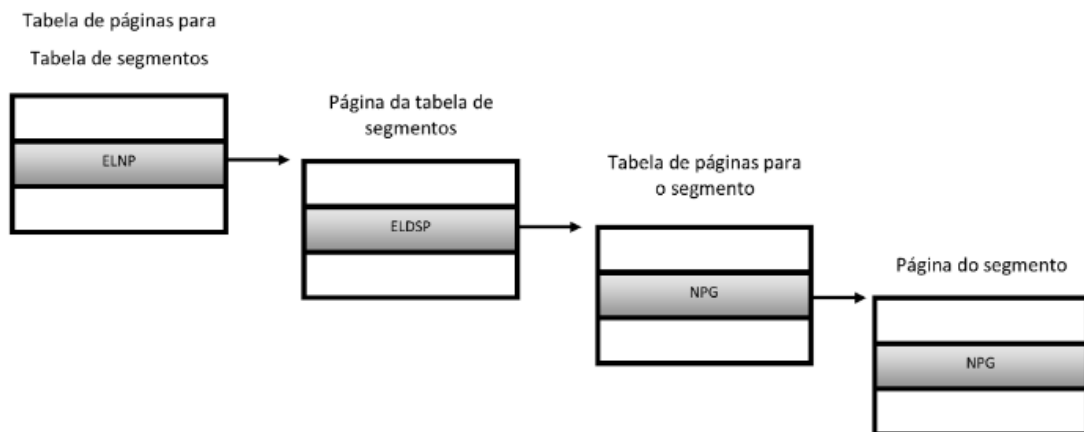 Tabela de páginas para
Tabela de segmentos
ELNP
Página da tabela de
segmentos
ELDSP
Tabela de páginas para
o segmento
NPG
Página do segmento
NPG